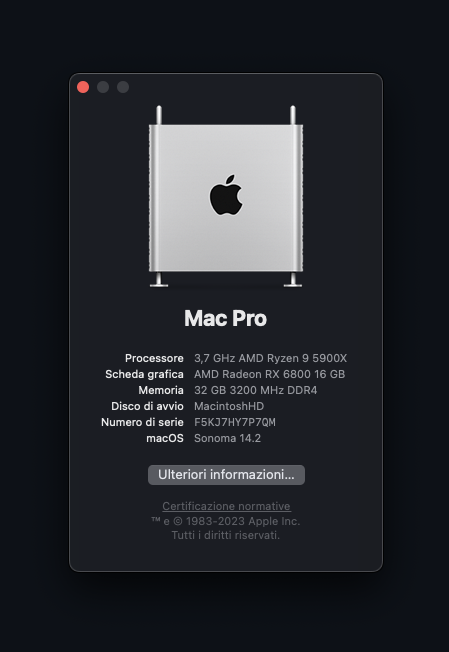 Mac Pro
Processore 3,7 GHz AMD Ryzen 9 5900X
Scheda grafica AMD Radeon RX 6800 16 GB
Memoria 32 GB 3200 MHz DDR4
Disco di avvio MacintoshHD
Numero di serie F5KJ7HY7P7QM
macOS Sonoma 14.2
Ulteriori informazioni...
Certificazione normative
™ e © 1983-2023 Apple Inc.
Tutti i diritti riservati.